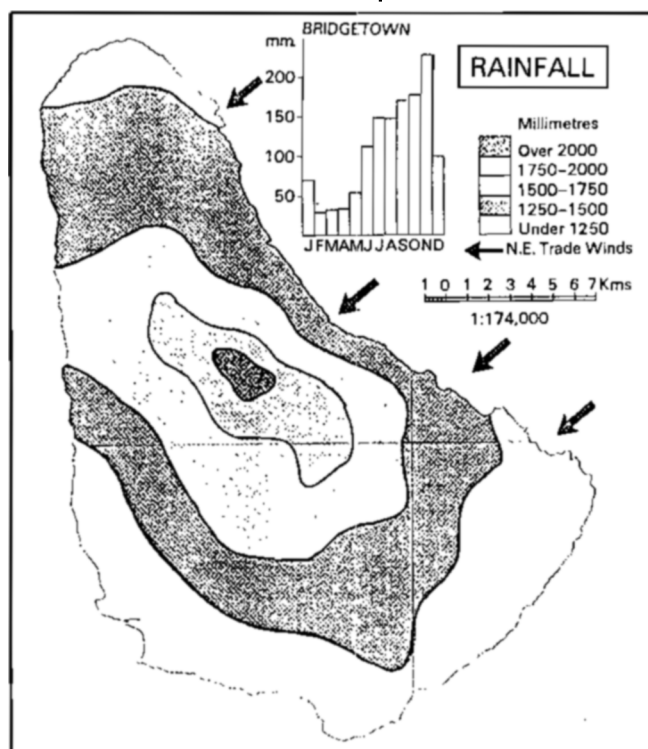 BRIDGETOWN
mm.
200
150
100
50
J F M A M J J A S O N D
RAINFALL
Millimetres
Over 2000
1750-2000
1500-1750
1250-1500
Under 1250
N.E. Trade Winds
1 0 1 2 3 4 5 6 7 Kms
1:174,000